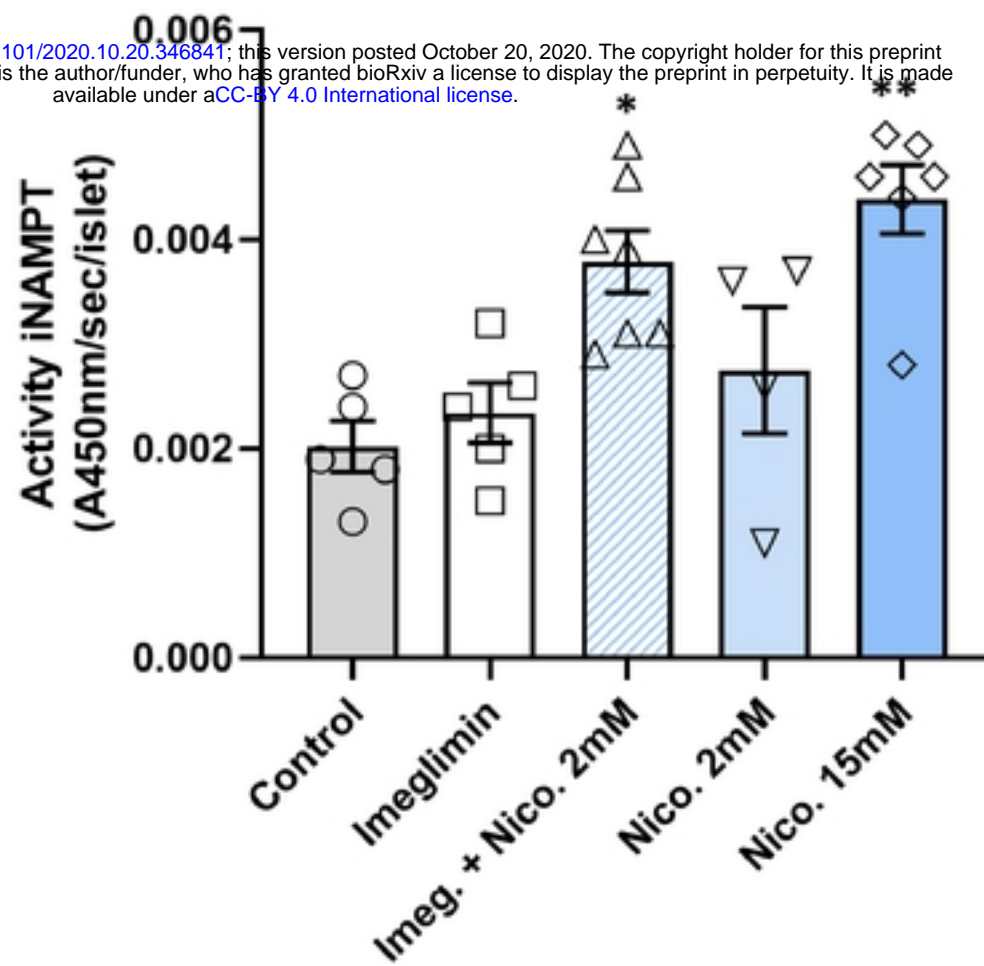 0.006
101/2020.10.20.346841; this version posted October 20, 2020. The copyright holder for this preprint
is the author/funder, who has granted bioRxiv a license to display the preprint in perpetuity. It is made
available under aCC-BY 4.0 International license.
*
**
Activity iNAMPT
(A450nm/sec/islet)
0.004
0.002
0.000
Control
Imeglimin
Imeg. + Nico. 2mM
Nico. 2mM
Nico. 15mM